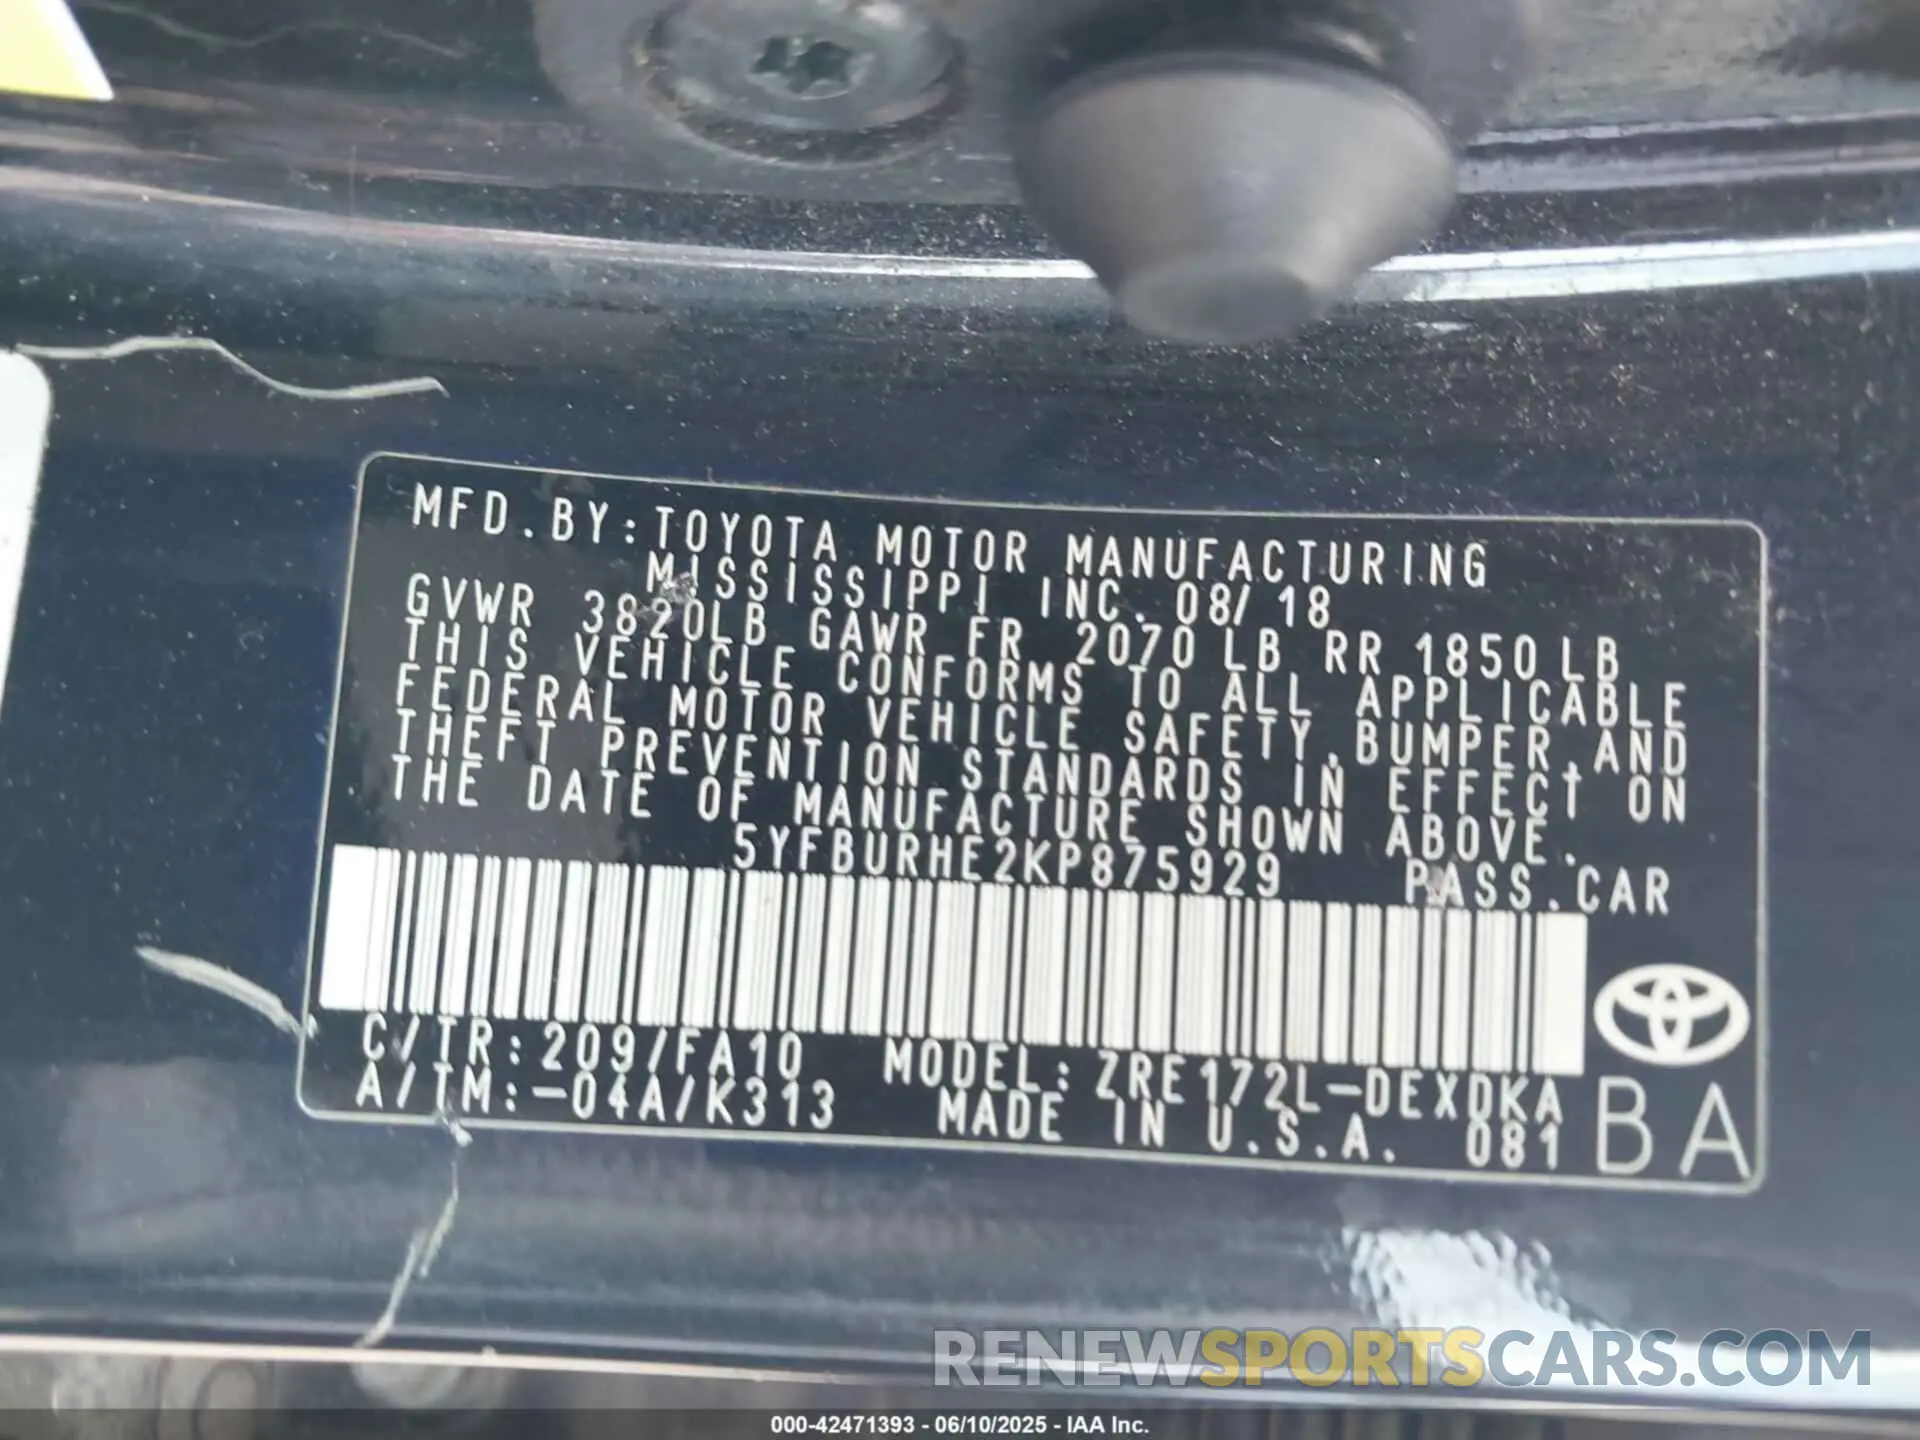 MFD.BY:TOYOTA MOTOR MANUFACTURING
MISSISSIPPI INC. 08/18
GVWR 3820LB GAWR FR 2070LB RR 1850LB
THIS VEHICLE CONFORMS TO ALL APPLICABLE
FEDERAL MOTOR VEHICLE SAFETY,BUMPER,AND
THEFT PREVENTION STANDARDS IN EFFECT ON
THE DATE OF MANUFACTURE SHOWN ABOVE.
5YFBURHE2KP875929 PASS.CAR
C/TR:209/FA10 MODEL:ZRE172L-DEXDKA
A/TM:-04A/K313 MADE IN U.S.A. 081
BA
RENEWSPORTSCARS.COM
000-42471393 - 06/10/2025 - IAA Inc.